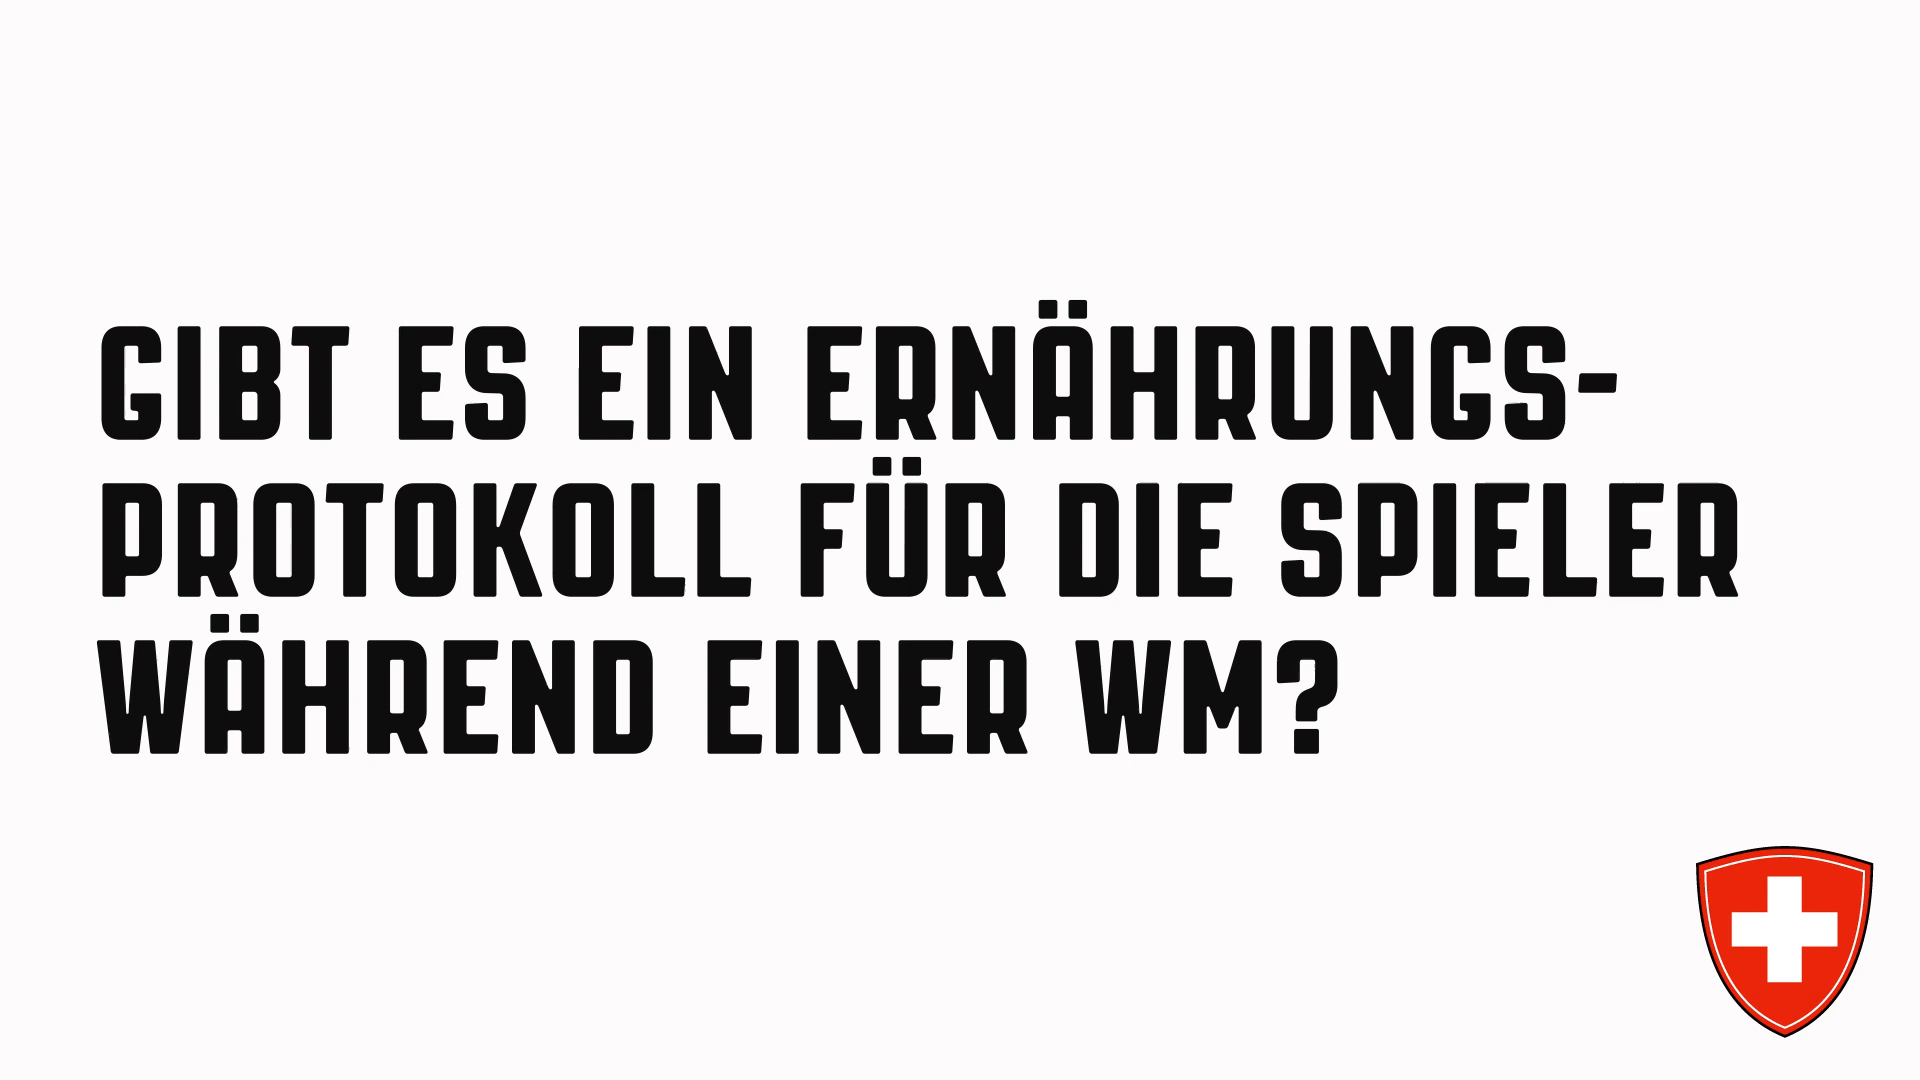 GIBT ES EIN ERNÄHRUNGS-
PROTOKOLL FÜR DIE SPIELER
WÄHREND EINER WM?